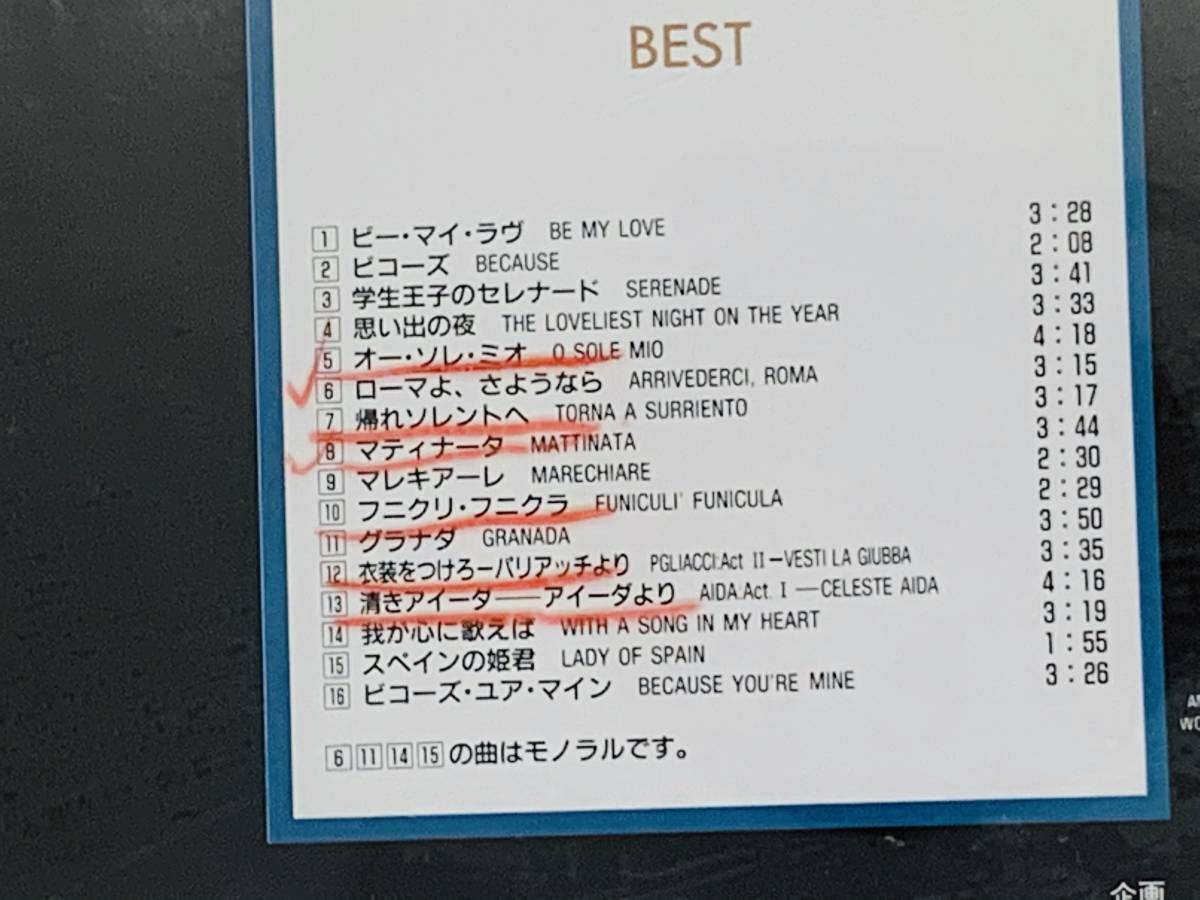 BEST
1 ビー・マイ・ラヴ BE MY LOVE 3:28
2 ビコーズ BECAUSE 2:08
3 学生王子のセレナード SERENADE 3:41
4 思い出の夜 THE LOVELIEST NIGHT ON THE YEAR 3:33
5 オー・ソレ・ミオ O SOLE MIO 4:18
6 ローマよ、さようなら ARRIVEDERCI, ROMA 3:15
7 帰れソレントへ TORNA A SURRIENTO 3:17
8 マティナータ MATTINATA 3:44
9 マレキアーレ MARECHIARE 2:30
10 フニクリ・フニクラ FUNICULI' FUNICULA 2:29
11 グラナダ GRANADA 3:50
12 衣装をつけろーパリアッチより PGLIACCI:Act II－VESTI LA GIUBBA 3:35
13 清きアイーダ――アイーダより AIDA:Act I ―CELESTE AIDA 4:16
14 我が心に歌えば WITH A SONG IN MY HEART 3:19
15 スペインの姫君 LADY OF SPAIN 1:55
16 ビコーズ・ユア・マイン BECAUSE YOU'RE MINE 3:26
6 11 14 15 の曲はモノラルです。
企画